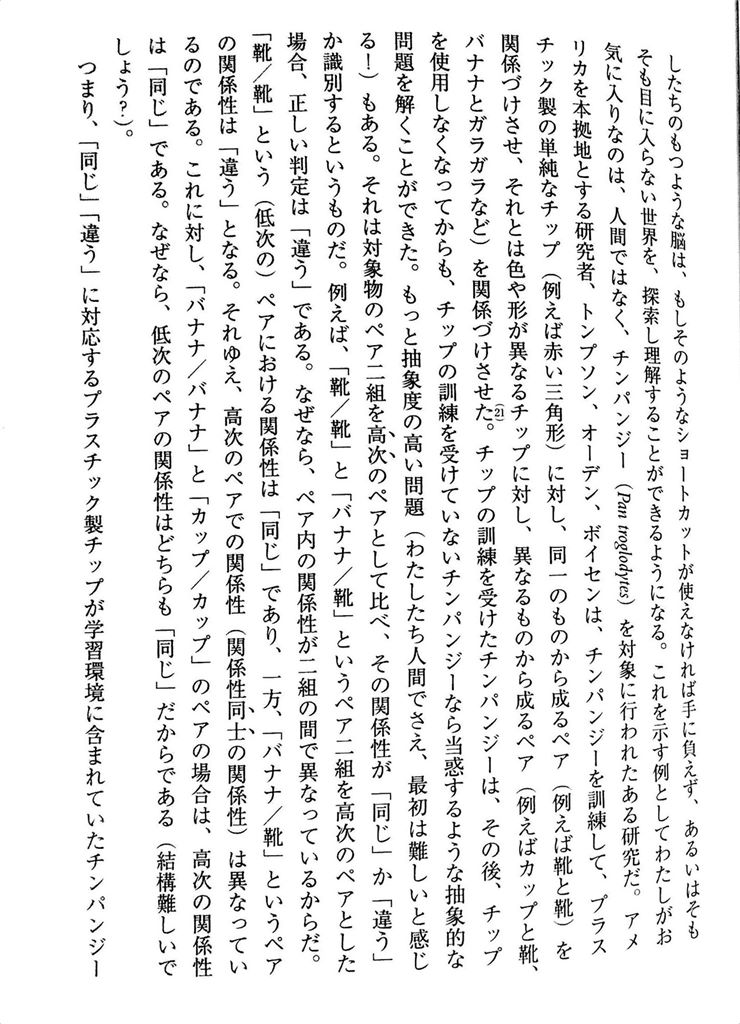 したちのもつような脳は、もしそのようなショートカットが使えなければ手に負えず、あるいはそも
そも目に入らない世界を、探索し理解することができるようになる。これを示す例としてわたしがお
気に入りなのは、人間ではなく、チンパンジー（Pan troglodytes）を対象に行われたある研究だ。アメ
リカを本拠地とする研究者、トンプソン、オーデン、ボイセンは、チンパンジーを訓練して、プラス
チック製の単純なチップ（例えば赤い三角形）に対し、同一のものから成るペア（例えば靴と靴）を
関係づけさせ、それとは色や形が異なるチップに対し、異なるものから成るペア（例えばカップと靴、
バナナとガラガラなど）を関係づけさせた(21)。チップの訓練を受けたチンパンジーは、その後、チップ
を使用しなくなってからも、チップの訓練を受けていないチンパンジーなら当惑するような抽象的な
問題を解くことができた。もっと抽象度の高い問題（わたしたち人間でさえ、最初は難しいと感じ
る！）もある。それは対象物のペア二組を高次のペアとして比べ、その関係性が「同じ」か「違う」
か識別するというものだ。例えば、「靴／靴」と「バナナ／靴」というペア二組を高次のペアとした
場合、正しい判定は「違う」である。なぜなら、ペア内の関係性が二組の間で異なっているからだ。
「靴／靴」という（低次の）ペアにおける関係性は「同じ」であり、一方、「バナナ／靴」というペア
の関係性は「違う」となる。それゆえ、高次のペアでの関係性（関係性同士の関係性）は異なってい
るのである。これに対し、「バナナ／バナナ」と「カップ／カップ」のペアの場合は、高次の関係性
は「同じ」である。なぜなら、低次のペアの関係性はどちらも「同じ」だからである（結構難しいで
しょう？）。
つまり、「同じ」「違う」に対応するプラスチック製チップが学習環境に含まれていたチンパンジー